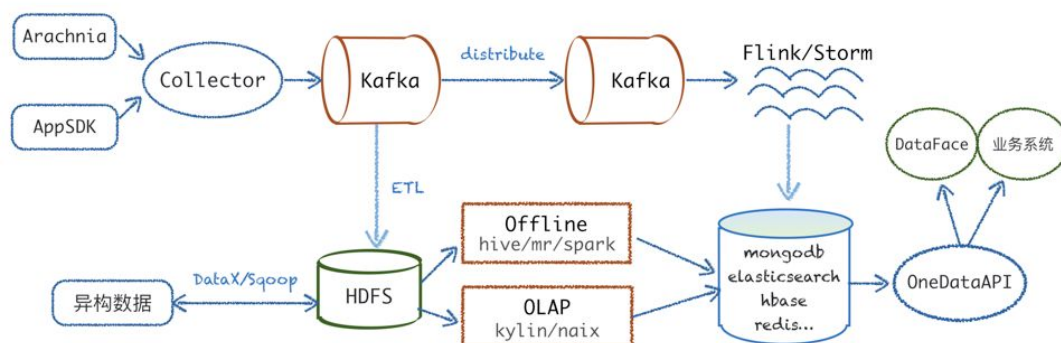 Arachnia
AppSDK
Collector
Kafka
distribute
Kafka
Flink/Storm
ETL
DataFace
业务系统
异构数据
DataX/Sqoop
HDFS
Offline
hive/mr/spark
OLAP
kylin/naix
mongodb
elasticsearch
hbase
redis...
OneDataAPI